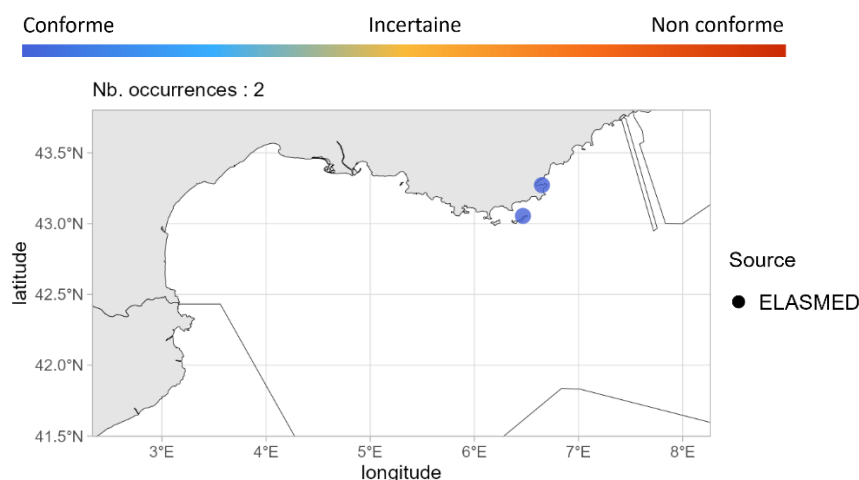 Conforme Incertaine Non conforme
Nb. occurrences : 2
43.5°N
43.0°N
42.5°N
42.0°N
41.5°N
latitude
3°E 4°E 5°E 6°E 7°E 8°E
longitude
Source
ELASMED